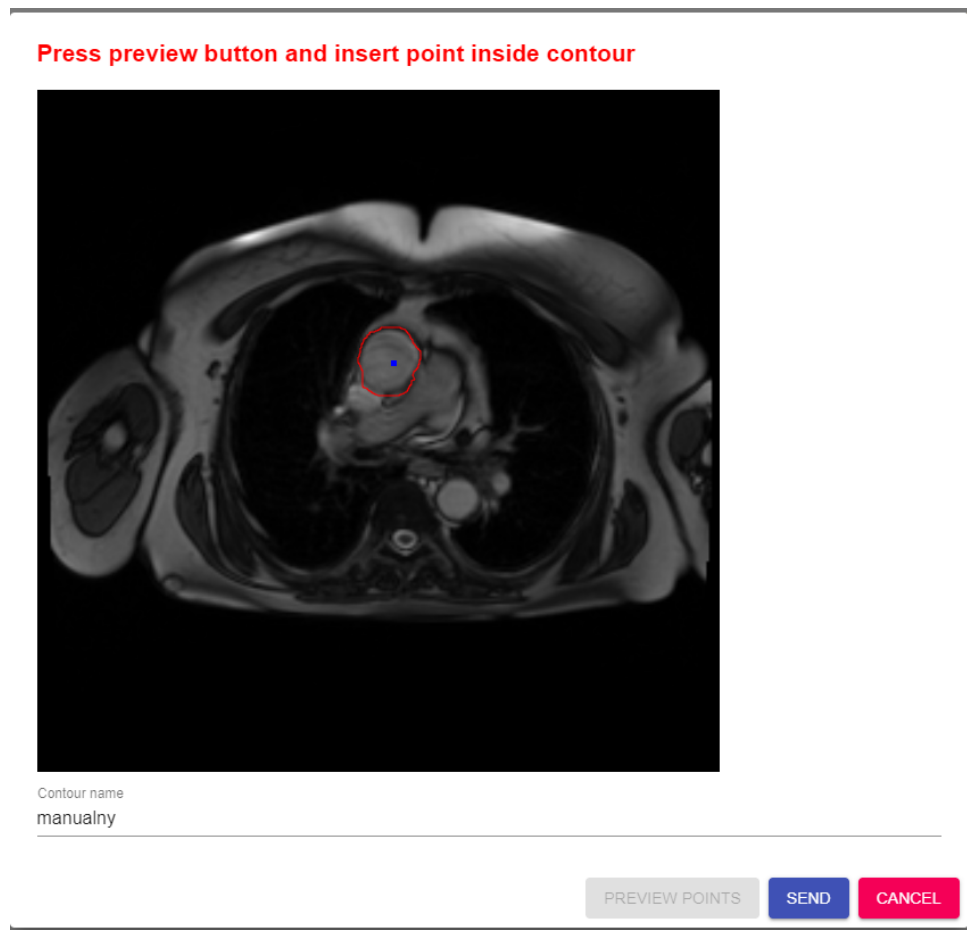 Press preview button and insert point inside contour
Contour name
manualny
PREVIEW POINTS
SEND
CANCEL